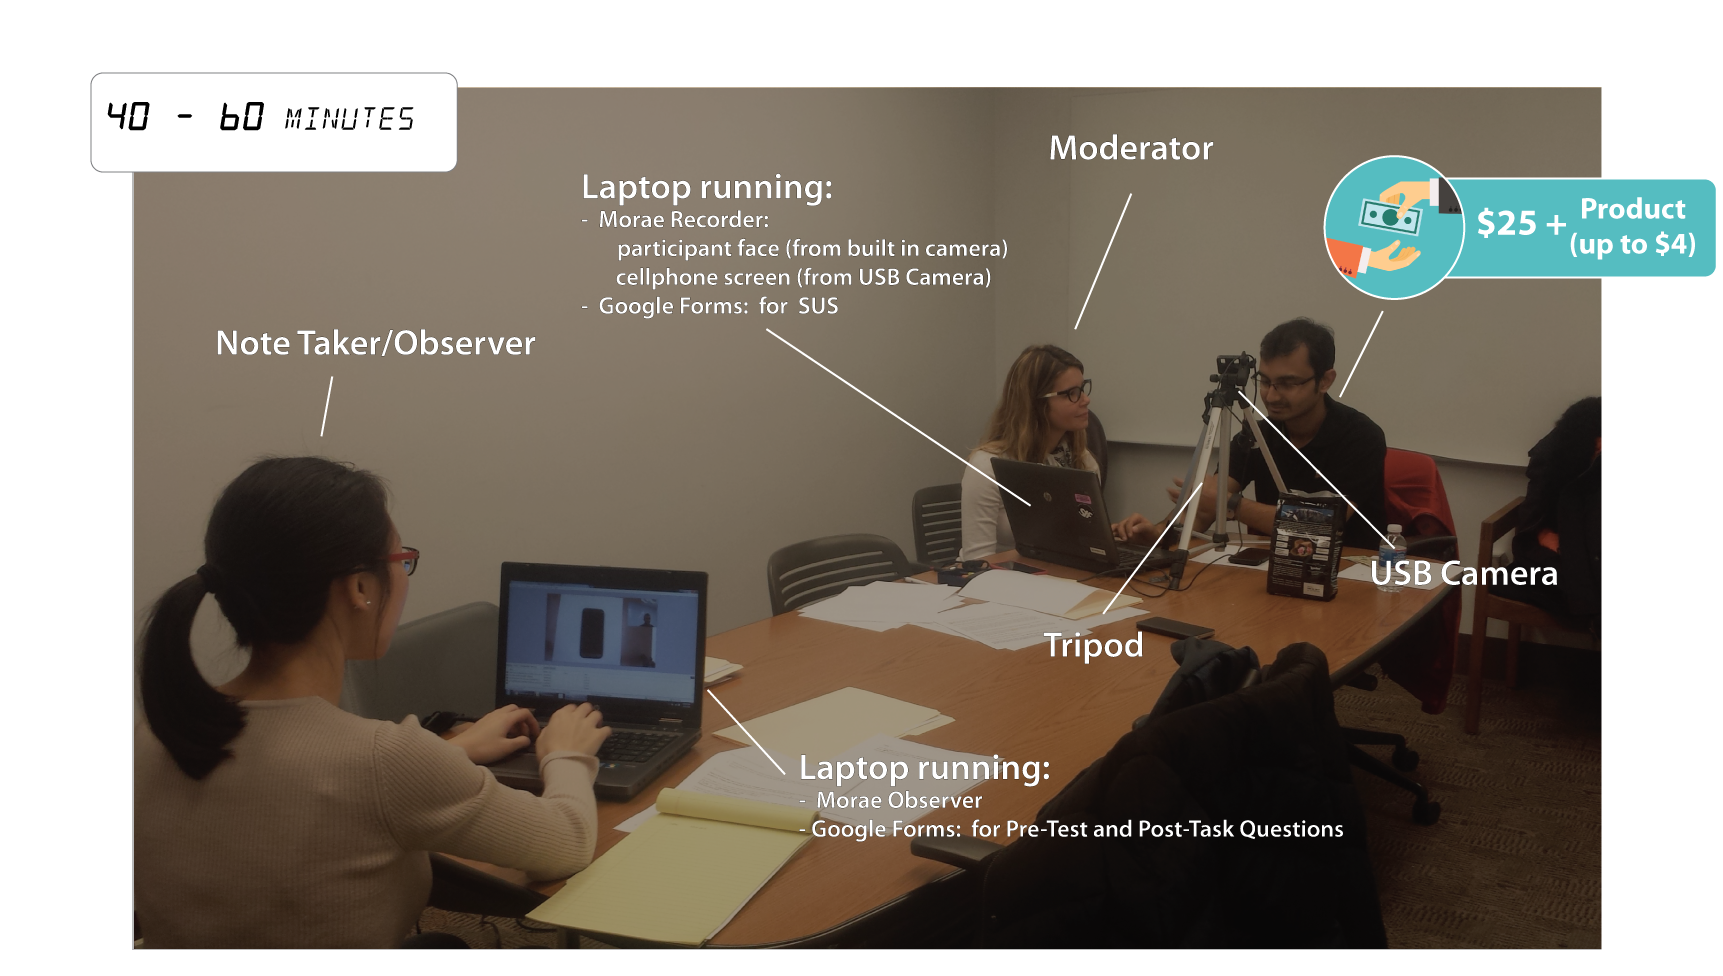 40 - 60 MINUTES
Moderator
Laptop running:
- Morae Recorder:
participant face (from built in camera)
cellphone screen (from USB Camera)
- Google Forms: for SUS
$25 + Product
(up to $4)
Note Taker/Observer
USB Camera
Tripod
Laptop running:
- Morae Observer
- Google Forms: for Pre-Test and Post-Task Questions